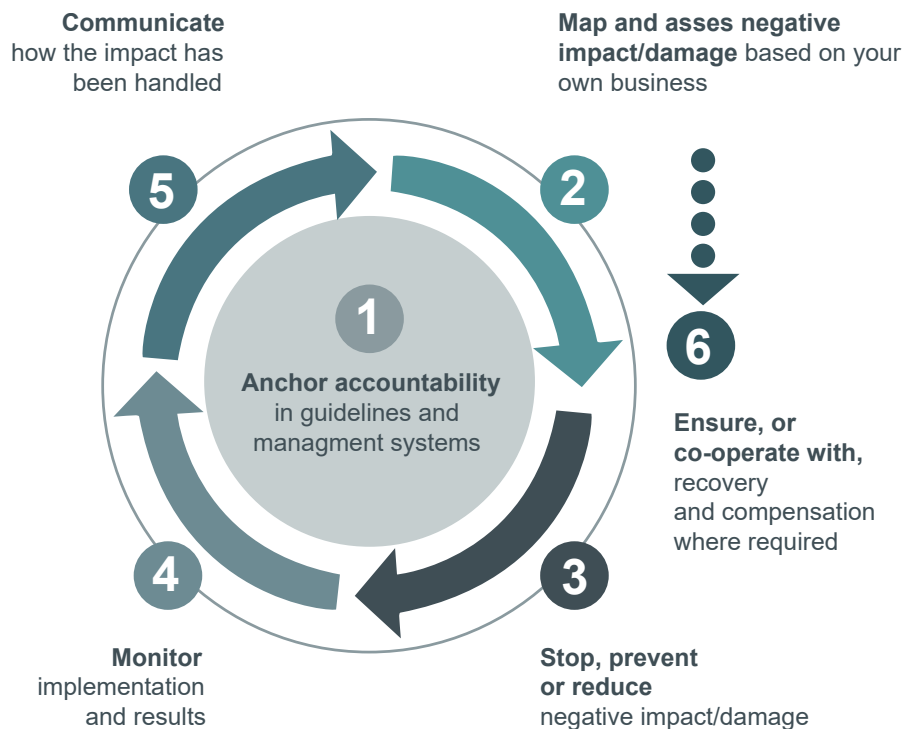 Communicate
how the impact has
been handled
Map and asses negative
impact/damage based on your
own business
5
2
1
Anchor accountability
in guidelines and
managment systems
6
Ensure, or
co-operate with,
recovery
and compensation
where required
4
3
Monitor
implementation
and results
Stop, prevent
or reduce
negative impact/damage